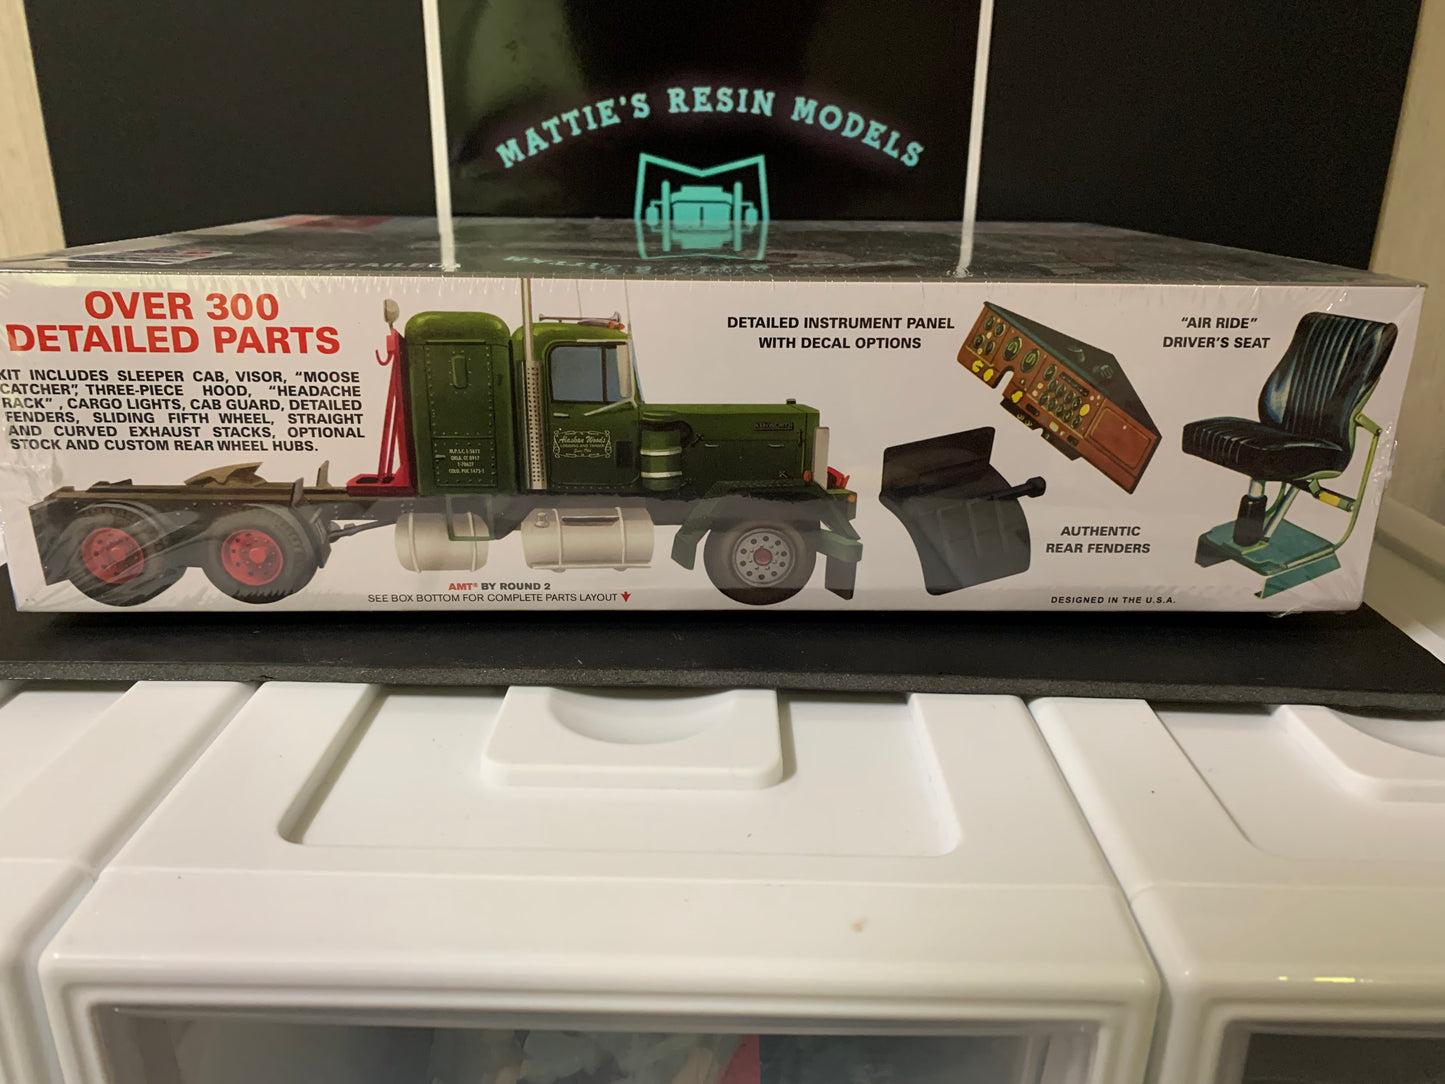 MATTIE'S RESIN MODELS
OVER 300
DETAILED PARTS
KIT INCLUDES SLEEPER CAB, VISOR, "MOOSE
CATCHER", THREE-PIECE HOOD, "HEADACHE
RACK", CARGO LIGHTS, CAB GUARD, DETAILED
FENDERS, SLIDING FIFTH WHEEL, STRAIGHT
AND CURVED EXHAUST STACKS, OPTIONAL
STOCK AND CUSTOM REAR WHEEL HUBS.
Alaskan Woods
DETAILED INSTRUMENT PANEL
WITH DECAL OPTIONS
"AIR RIDE"
DRIVER'S SEAT
AUTHENTIC
REAR FENDERS
AMT® BY ROUND 2
SEE BOX BOTTOM FOR COMPLETE PARTS LAYOUT
DESIGNED IN THE U.S.A.